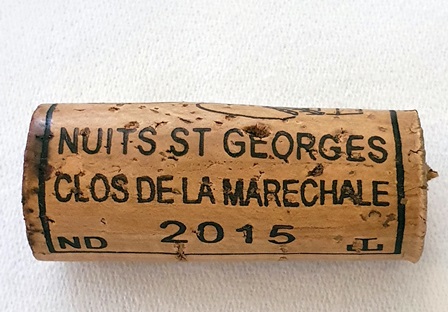 NUITS ST GEORGES
CLOS DE LA MARECHALE
ND 2015